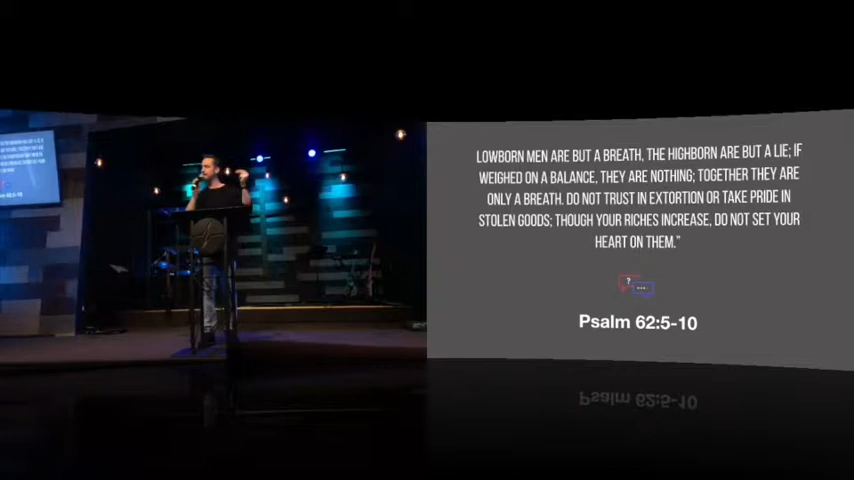 LOWBORN MEN ARE BUT A BREATH, THE HIGHBORN ARE BUT A LIE; IF
WEIGHED ON A BALANCE, THEY ARE NOTHING; TOGETHER THEY ARE
ONLY A BREATH. DO NOT TRUST IN EXTORTION OR TAKE PRIDE IN
STOLEN GOODS; THOUGH YOUR RICHES INCREASE, DO NOT SET YOUR
HEART ON THEM.”
?
Psalm 62:5-10